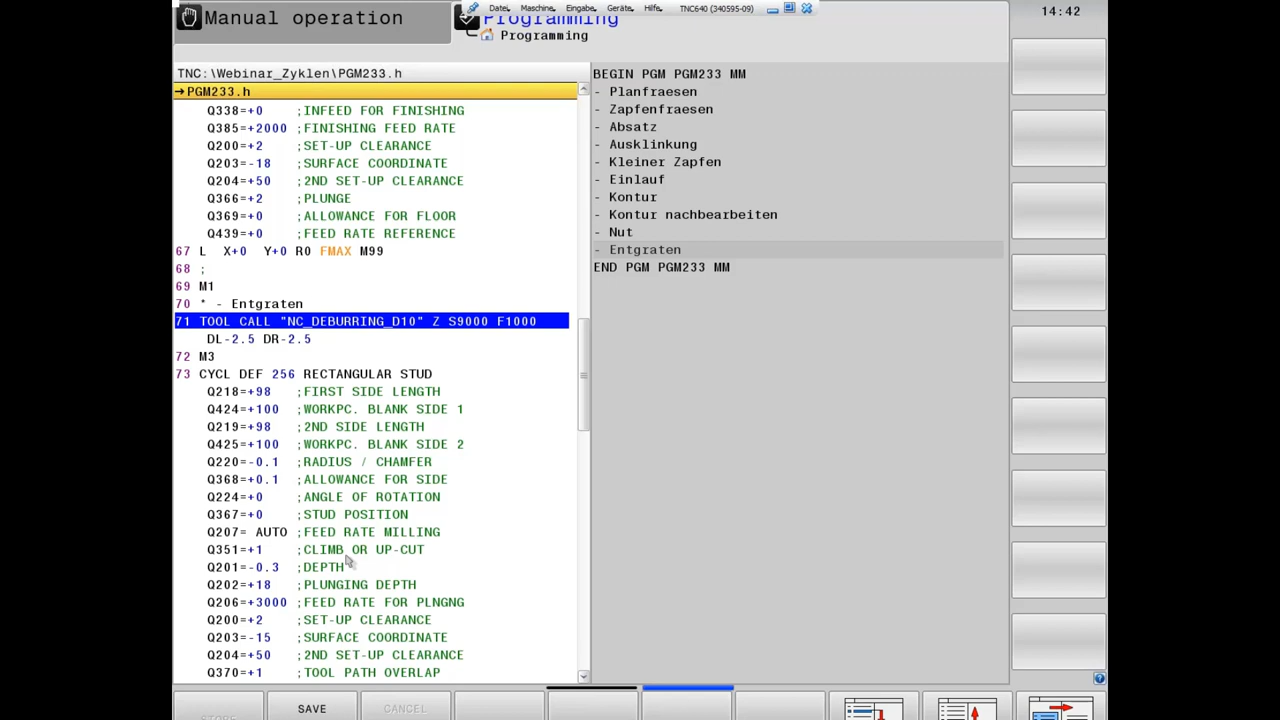 Manual operation
Datei Maschine Eingabe Geräte Hilfe TNC640 (340595-09)
Programming
Programming
14:42
TNC:\Webinar_Zyklen\PGM233.h
→PGM233.h
Q338=+0 ;INFEED FOR FINISHING
Q385=+2000 ;FINISHING FEED RATE
Q200=+2 ;SET-UP CLEARANCE
Q203=-18 ;SURFACE COORDINATE
Q204=+50 ;2ND SET-UP CLEARANCE
Q366=+2 ;PLUNGE
Q369=+0 ;ALLOWANCE FOR FLOOR
Q439=+0 ;FEED RATE REFERENCE
67 L X+0 Y+0 R0 FMAX M99
68 ;
69 M1
70 * - Entgraten
71 TOOL CALL "NC_DEBURRING_D10" Z S9000 F1000
DL-2.5 DR-2.5
72 M3
73 CYCL DEF 256 RECTANGULAR STUD
Q218=+98 ;FIRST SIDE LENGTH
Q424=+100 ;WORKPC. BLANK SIDE 1
Q219=+98 ;2ND SIDE LENGTH
Q425=+100 ;WORKPC. BLANK SIDE 2
Q220=-0.1 ;RADIUS / CHAMFER
Q368=+0.1 ;ALLOWANCE FOR SIDE
Q224=+0 ;ANGLE OF ROTATION
Q367=+0 ;STUD POSITION
Q207= AUTO ;FEED RATE MILLING
Q351=+1 ;CLIMB OR UP-CUT
Q201=-0.3 ;DEPTH
Q202=+18 ;PLUNGING DEPTH
Q206=+3000 ;FEED RATE FOR PLNGNG
Q200=+2 ;SET-UP CLEARANCE
Q203=-15 ;SURFACE COORDINATE
Q204=+50 ;2ND SET-UP CLEARANCE
Q370=+1 ;TOOL PATH OVERLAP
BEGIN PGM PGM233 MM
- Planfraesen
- Zapfenfraesen
- Absatz
- Ausklinkung
- Kleiner Zapfen
- Einlauf
- Kontur
- Kontur nachbearbeiten
- Nut
- Entgraten
END PGM PGM233 MM
STORE
SAVE
CANCEL